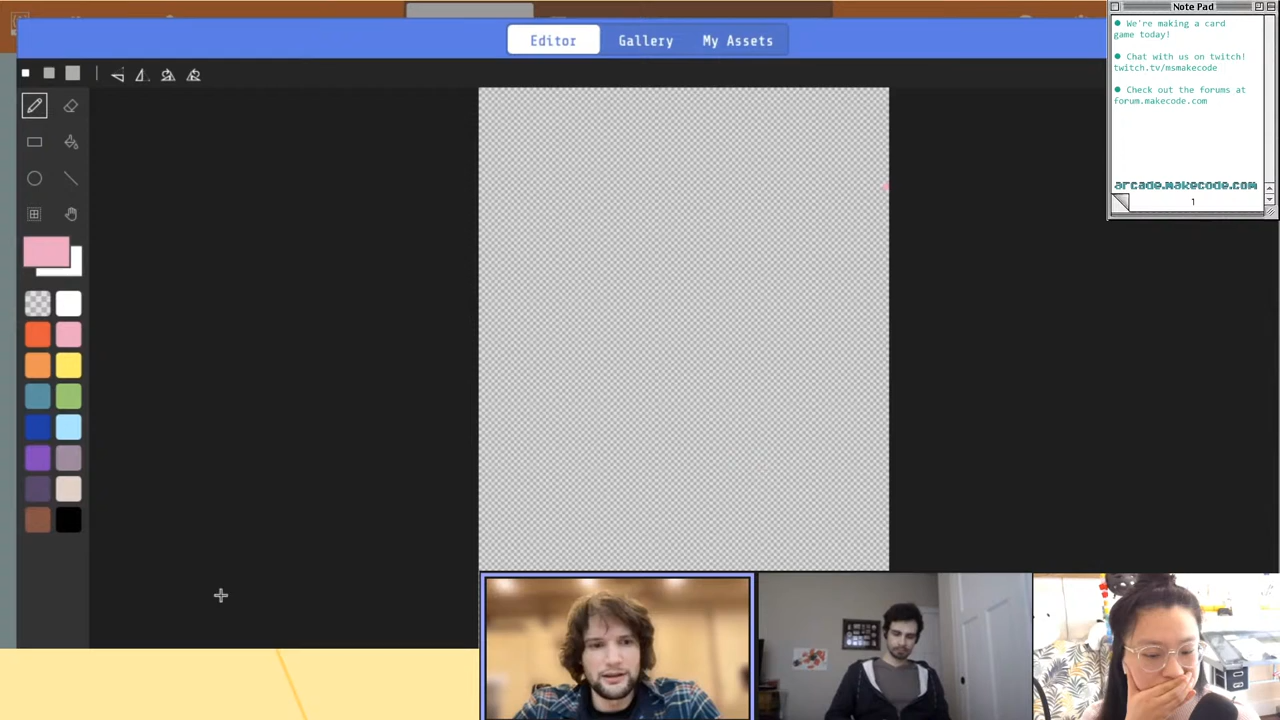 Editor
Gallery
My Assets
Note Pad
We're making a card
game today!
Chat with us on twitch!
twitch.tv/msmakecode
Check out the forums at
forum.makecode.com
arcade.makecode.com
1